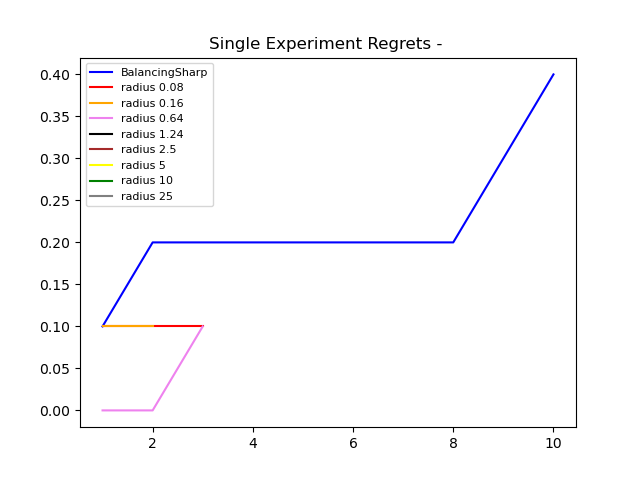 Single Experiment Regrets -
BalancingSharp
radius 0.08
radius 0.16
radius 0.64
radius 1.24
radius 2.5
radius 5
radius 10
radius 25
0.40
0.35
0.30
0.25
0.20
0.15
0.10
0.05
0.00
2 4 6 8 10